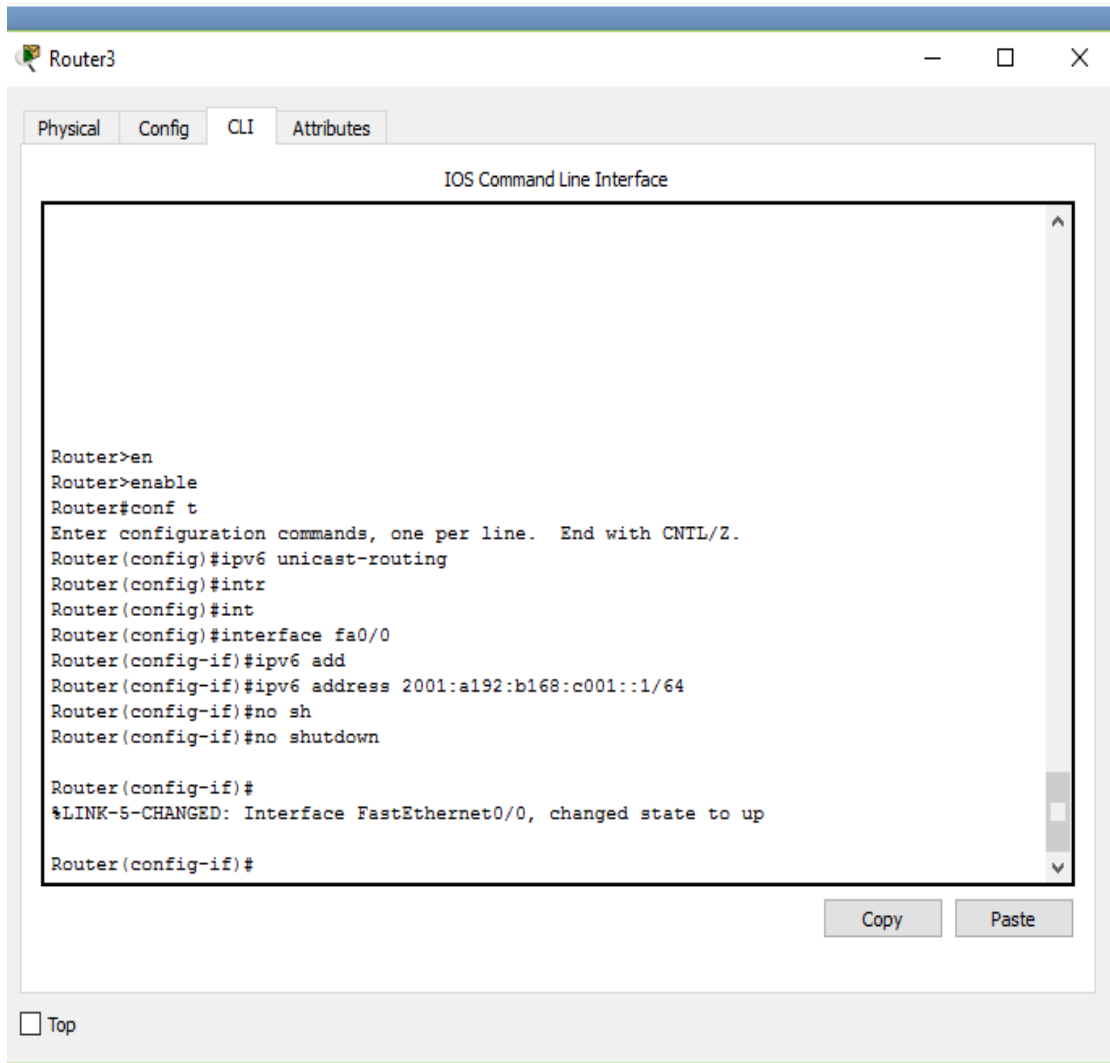 Router3
Physical Config CLI Attributes
IOS Command Line Interface
Router>en
Router>enable
Router#conf t
Enter configuration commands, one per line.  End with CNTL/Z.
Router(config)#ipv6 unicast-routing
Router(config)#intr
Router(config)#int
Router(config)#interface fa0/0
Router(config-if)#ipv6 add
Router(config-if)#ipv6 address 2001:a192:b168:c001::1/64
Router(config-if)#no sh
Router(config-if)#no shutdown
Router(config-if)#
%LINK-5-CHANGED: Interface FastEthernet0/0, changed state to up
Router(config-if)#
Copy Paste
Top